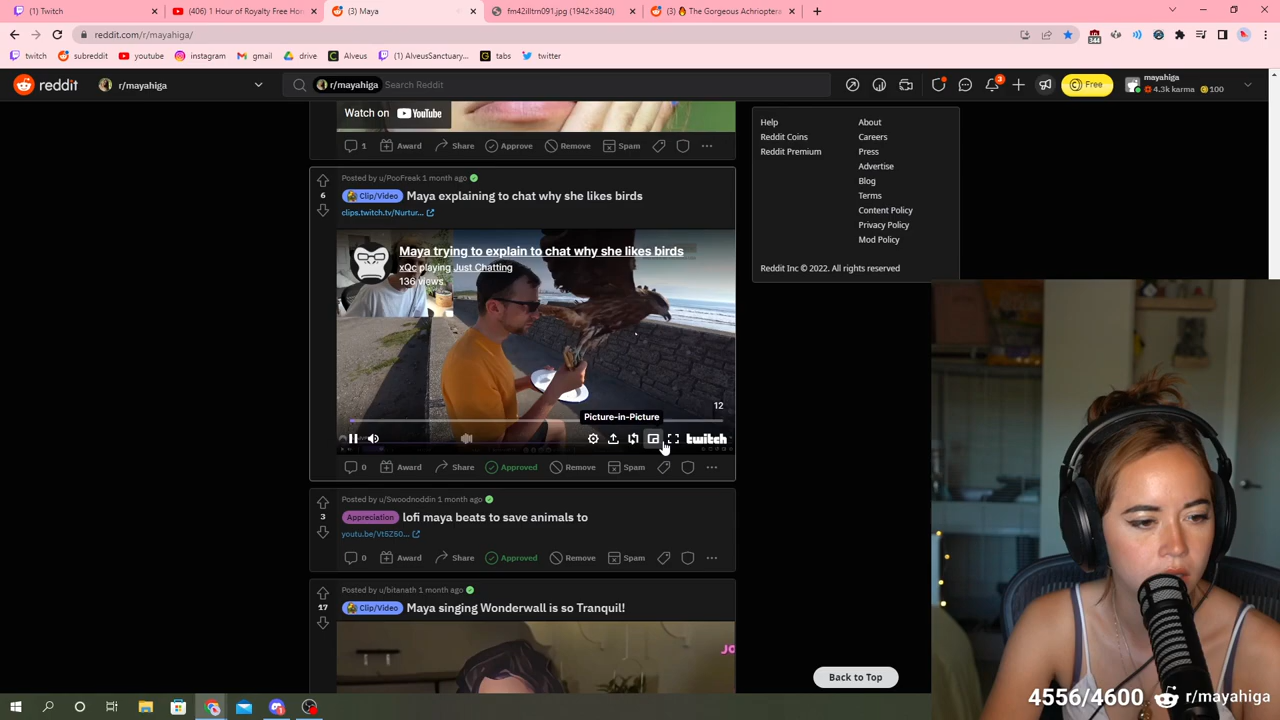 (1) Twitch
(406) 1 Hour of Royalty Free Hor
(3) Maya
fm42illtrn091.jpg (1942×3840)
(3) 🔥 The Gorgeous Achrioptera
reddit.com/r/mayahiga/
144
twitch
subreddit
youtube
instagram
gmail
drive
Alveus
(1) AlveusSanctuary...
tabs
twitter
reddit
r/mayahiga
r/mayahiga
Search Reddit
3
Free
mayahiga
4.3k karma
100
Watch on YouTube
1
Award
Share
Approve
Remove
Spam
Help
About
Reddit Coins
Careers
Reddit Premium
Press
Advertise
Blog
Terms
Content Policy
Privacy Policy
Mod Policy
Reddit Inc © 2022. All rights reserved
Posted by u/PooFreak 1 month ago
6
Clip/Video
Maya explaining to chat why she likes birds
clips.twitch.tv/Nurtur...
Maya trying to explain to chat why she likes birds
xQc playing Just Chatting
136 views
12
Picture-in-Picture
twitch
0
Award
Share
Approved
Remove
Spam
Posted by u/Swoodnoddin 1 month ago
3
Appreciation
lofi maya beats to save animals to
youtu.be/Vt5Z50...
0
Award
Share
Approved
Remove
Spam
Posted by u/bitanath 1 month ago
17
Clip/Video
Maya singing Wonderwall is so Tranquil!
JO
Back to Top
4556/4600
r/mayahiga